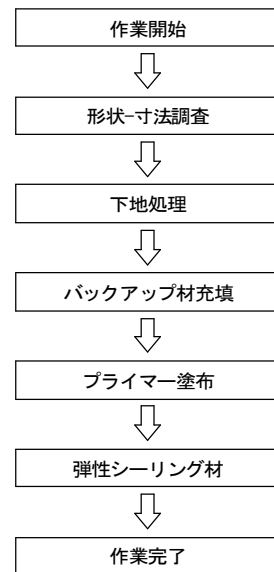 作業開始
形状-寸法調査
下地処理
バックアップ材充填
プライマー塗布
弾性シーリング材
作業完了